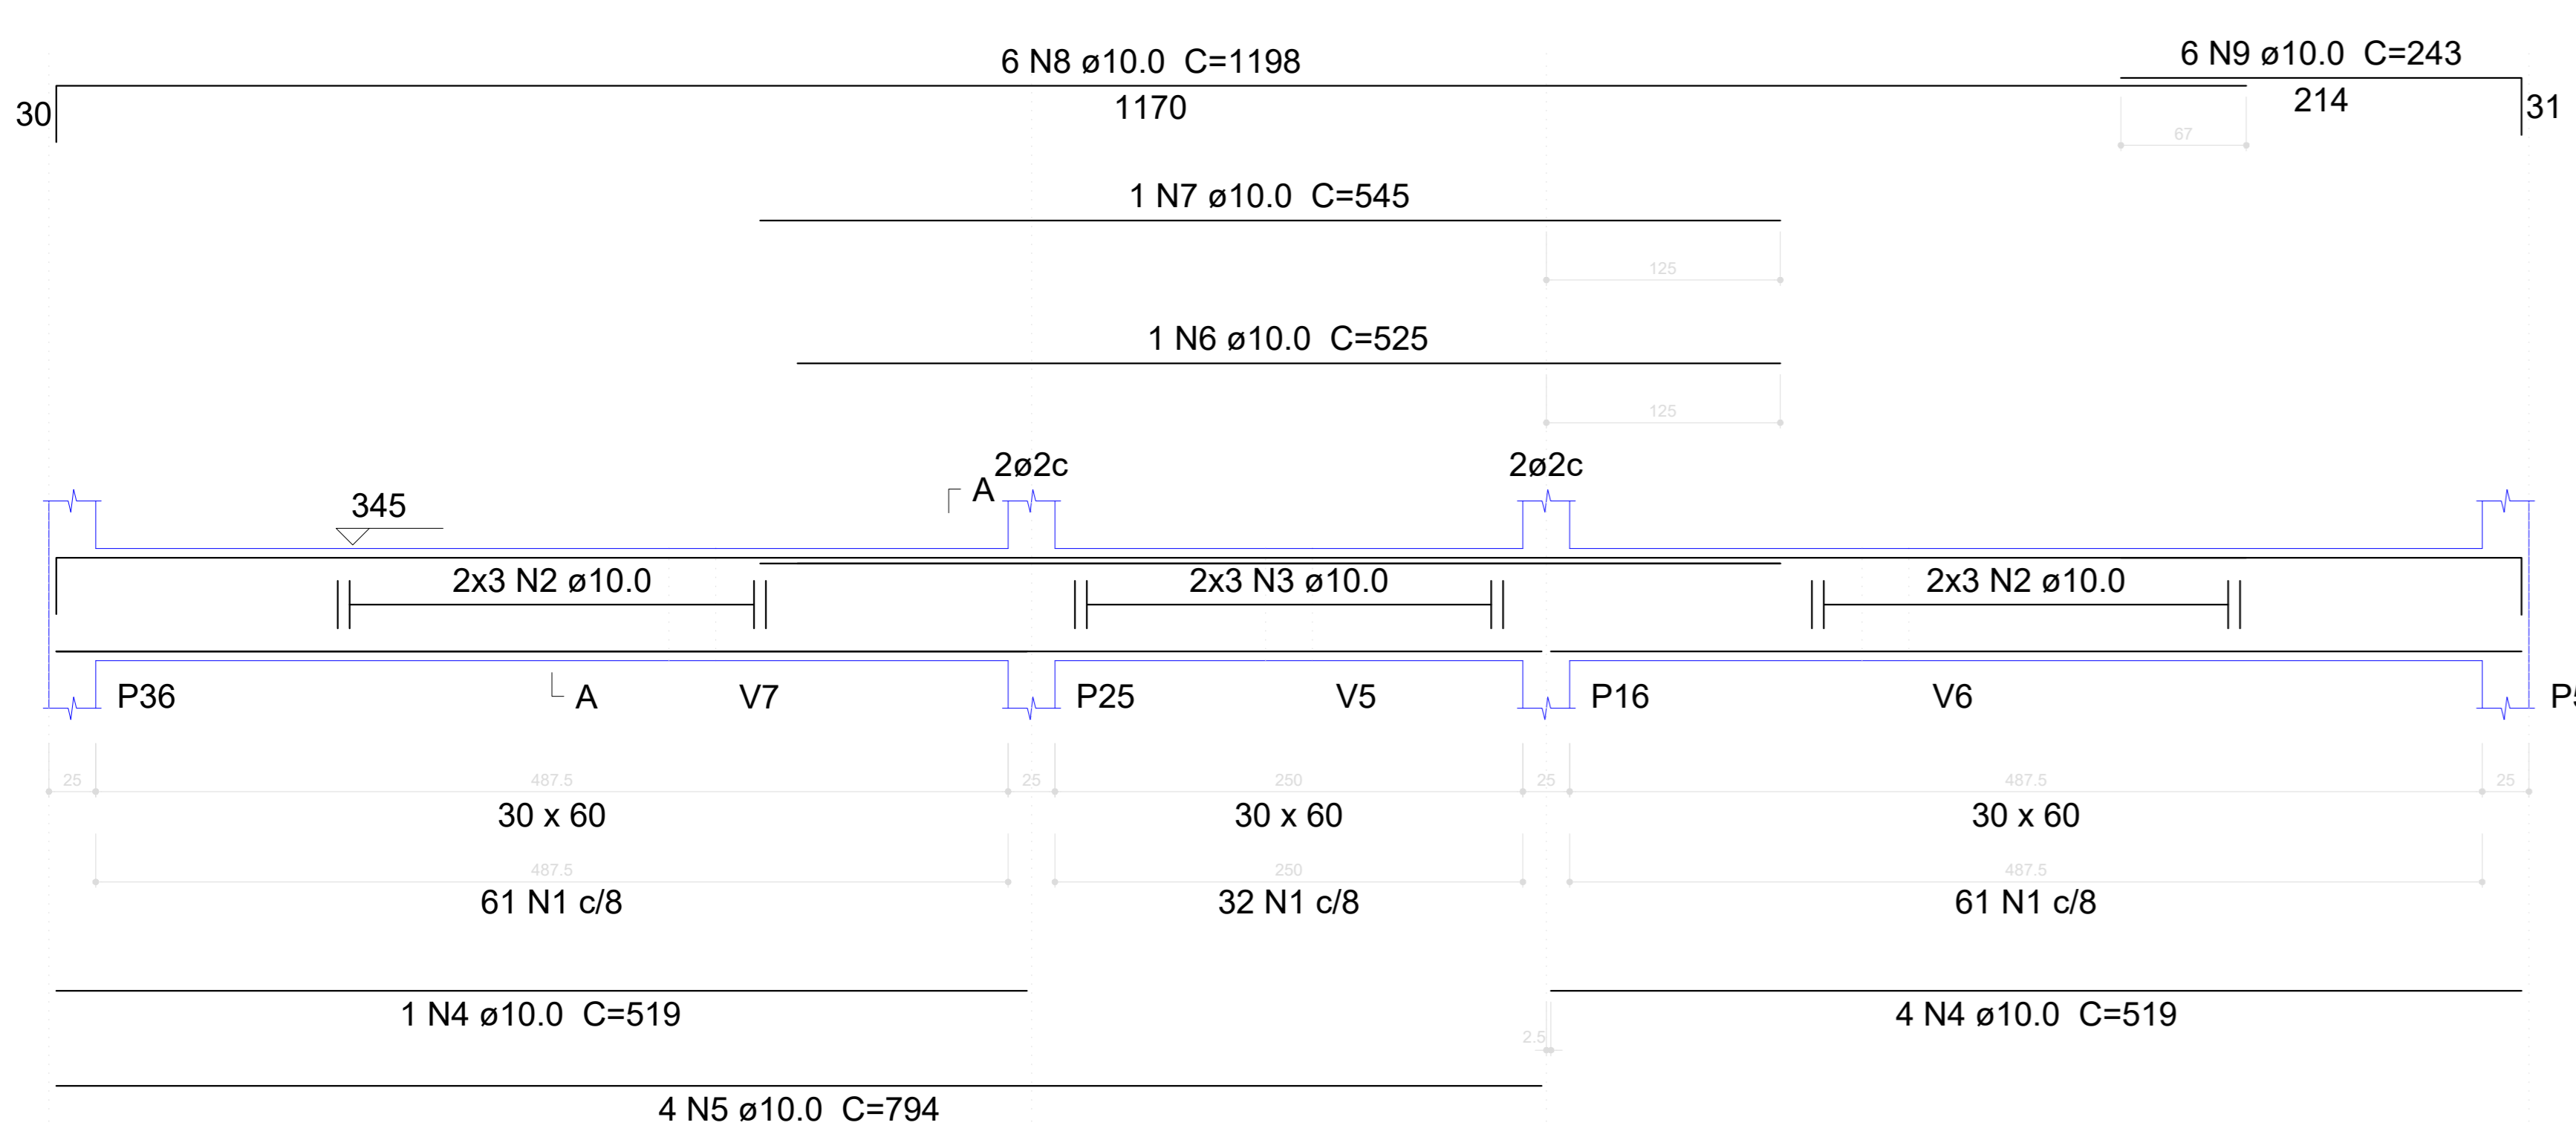 6 N8 ø10.0 C=1198
6 N9 ø10.0 C=243
30
1170
214
31
67
1 N7 ø10.0 C=545
125
1 N6 ø10.0 C=525
125
2ø2c
2ø2c
A
345
2x3 N2 ø10.0
2x3 N3 ø10.0
2x3 N2 ø10.0
P36
A
V7
P25
V5
P16
V6
25
487.5
25
250
25
487.5
25
30 x 60
30 x 60
30 x 60
487.5
250
487.5
61 N1 c/8
32 N1 c/8
61 N1 c/8
1 N4 ø10.0 C=519
4 N4 ø10.0 C=519
2.5
4 N5 ø10.0 C=794